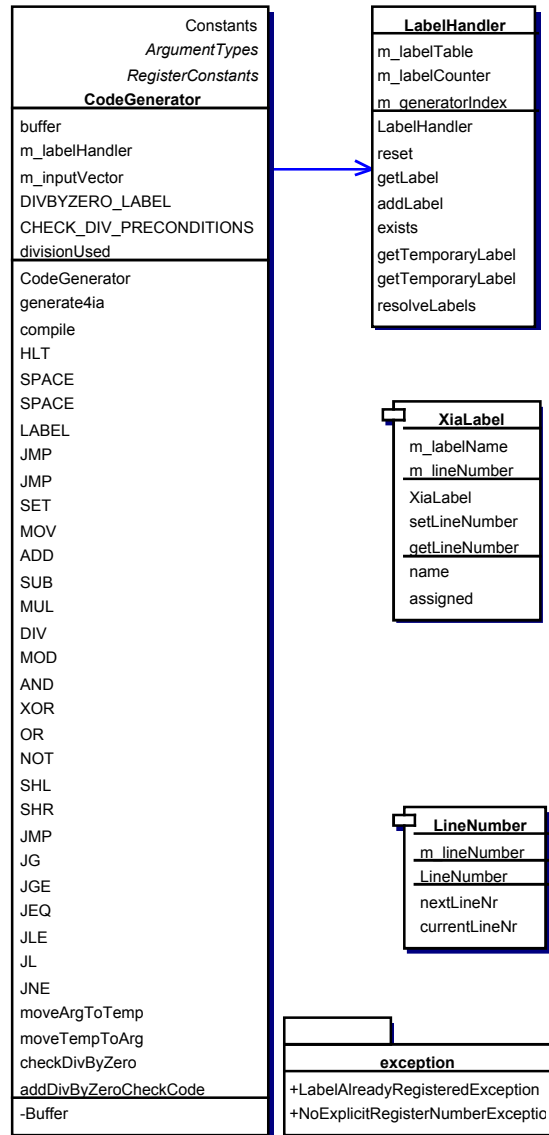 Constants
ArgumentTypes
RegisterConstants
CodeGenerator
buffer
m_labelHandler
m_inputVector
DIVBYZERO_LABEL
CHECK_DIV_PRECONDITIONS
divisionUsed
CodeGenerator
generate4ia
compile
HLT
SPACE
SPACE
LABEL
JMP
JMP
SET
MOV
ADD
SUB
MUL
DIV
MOD
AND
XOR
OR
NOT
SHL
SHR
JMP
JG
JGE
JEQ
JLE
JL
JNE
moveArgToTemp
moveTempToArg
checkDivByZero
addDivByZeroCheckCode
-Buffer
LabelHandler
m_labelTable
m_labelCounter
m_generatorIndex
LabelHandler
reset
getLabel
addLabel
exists
getTemporaryLabel
getTemporaryLabel
resolveLabels
XiaLabel
m_labelName
m_lineNumber
XiaLabel
setLineNumber
getLineNumber
name
assigned
LineNumber
m_lineNumber
LineNumber
nextLineNr
currentLineNr
exception
+LabelAlreadyRegisteredException
+NoExplicitRegisterNumberExceptio